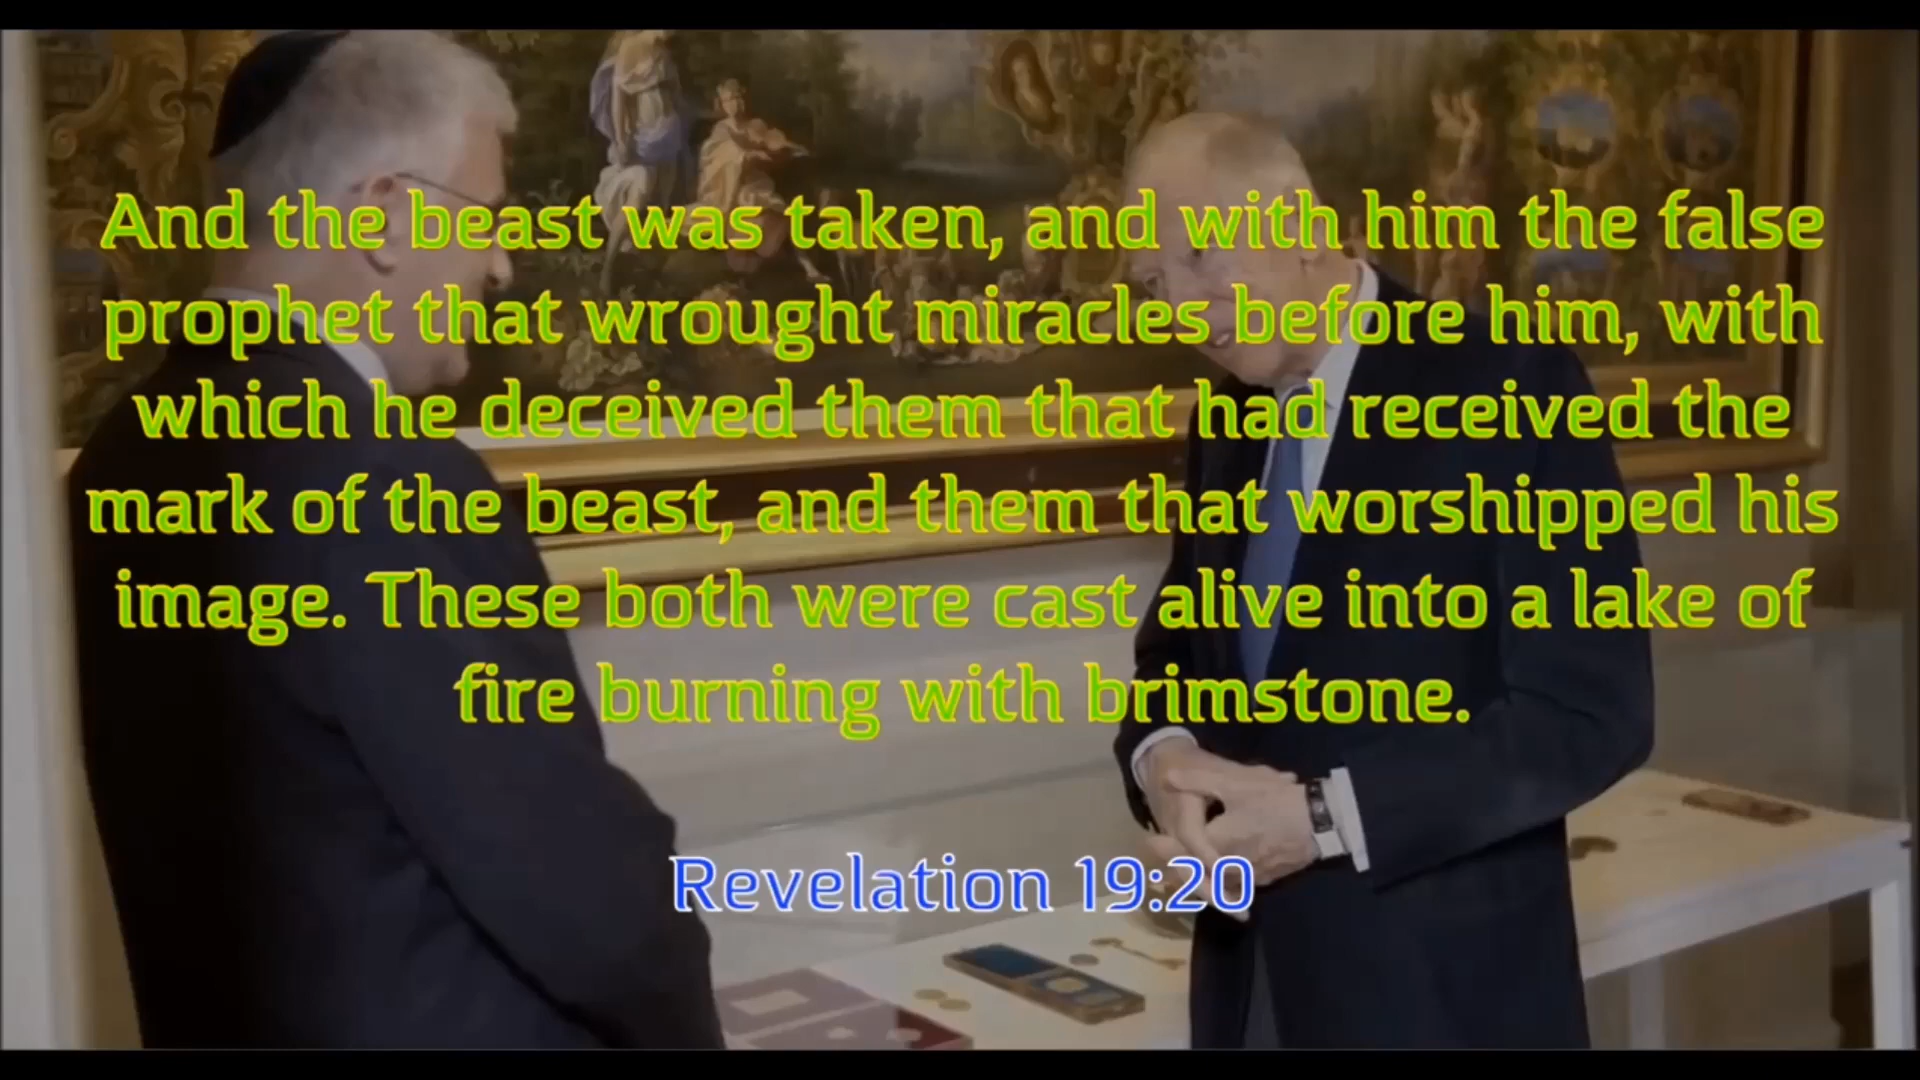 And the beast was taken, and with him the false
prophet that wrought miracles before him, with
which he deceived them that had received the
mark of the beast, and them that worshipped his
image. These both were cast alive into a lake of
fire burning with brimstone.
Revelation 19:20